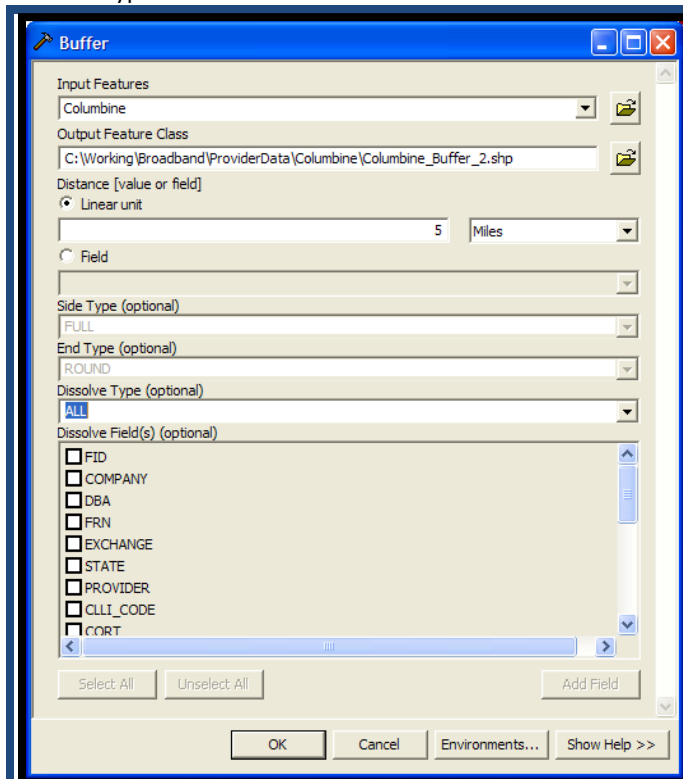 Buffer
Input Features
Columbine
Output Feature Class
C:\Working\Broadband\ProviderData\Columbine\Columbine_Buffer_2.shp
Distance [value or field]
Linear unit
5 Miles
Field
Side Type (optional)
FULL
End Type (optional)
ROUND
Dissolve Type (optional)
ALL
Dissolve Field(s) (optional)
FID
COMPANY
DBA
FRN
EXCHANGE
STATE
PROVIDER
CLLI_CODE
CORT
Select All Unselect All Add Field
OK Cancel Environments... Show Help >>